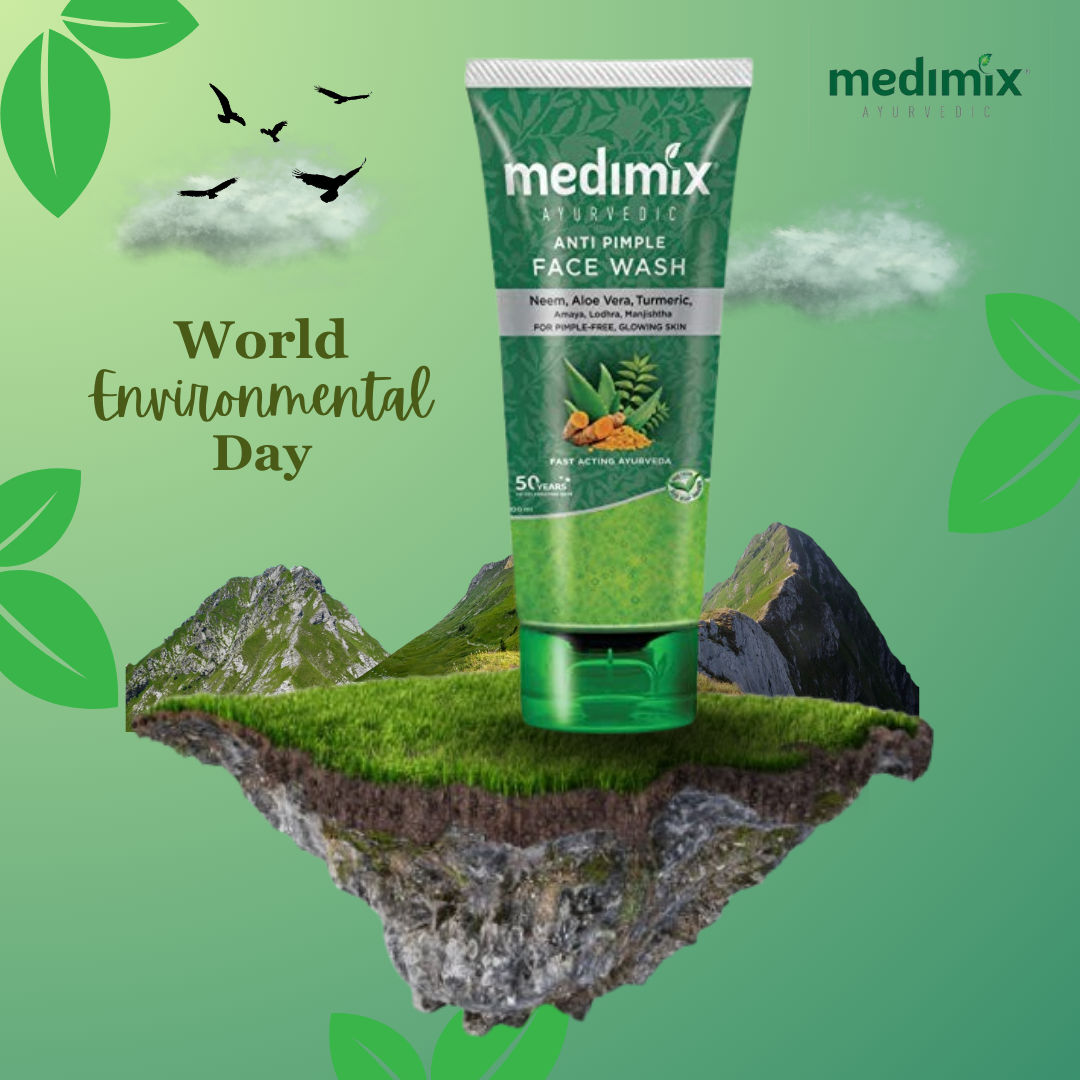 medimix
AYURVEDIC
medimix
AYURVEDIC
ANTI PIMPLE
FACE WASH
Neem, Aloe Vera, Turmeric,
Amaya, Lodhra, Manjishtha
FOR PIMPLE-FREE, GLOWING SKIN
World
Environmental
Day
FAST ACTING AYURVEDA
50 YEARS